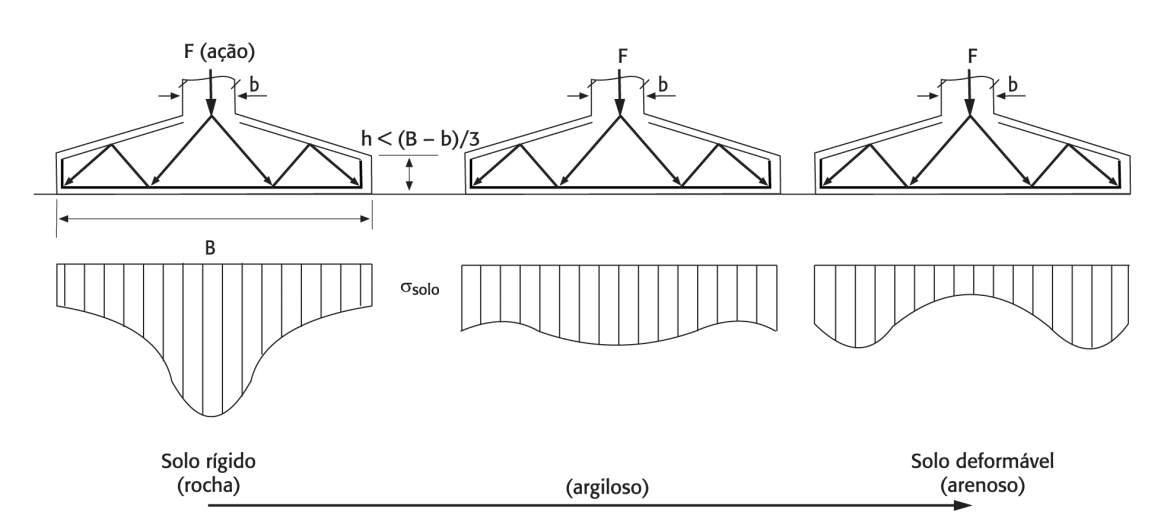 F (ação)
F
F
b
b
b
h < (B – b)/3
B
σsolo
Solo rígido
(rocha)
(argiloso)
Solo deformável
(arenoso)